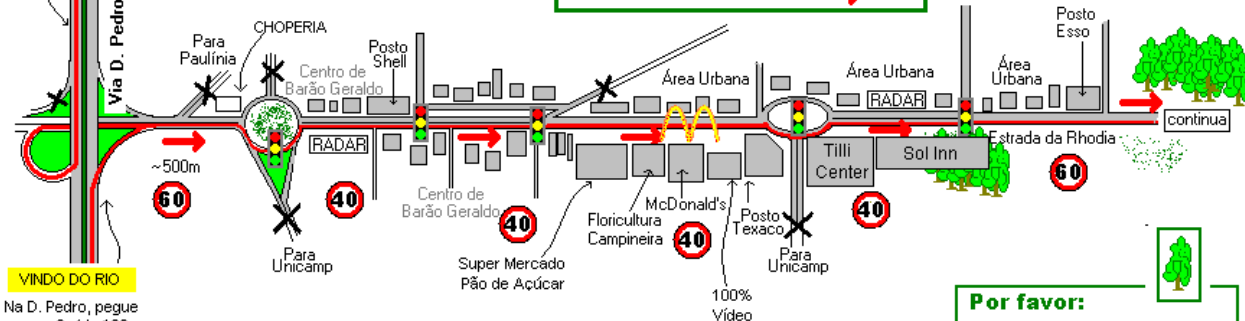 Via D. Pedro
Para
Paulínia
CHOPERIA
Centro de
Barão Geraldo
Posto
Shell
Área Urbana
Área Urbana
RADAR
Área
Urbana
Posto
Esso
continua
Estrada da Rhodia
~500m
60
RADAR
40
Centro de
Barão Geraldo
40
Super Mercado
Pão de Açúcar
Floricultura
Campineira
McDonald's
40
100%
Vídeo
Posto
Texaco
Tilli
Center
Sol Inn
40
60
Para
Unicamp
Para
Unicamp
VINDO DO RIO
Na D. Pedro, pegue
Por favor: